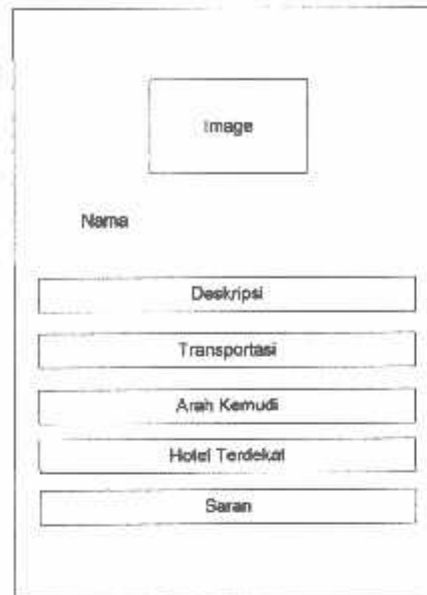 Image
Nama
Deskripsi
Transportasi
Arah Kemudi
Hotel Terdekat
Saran